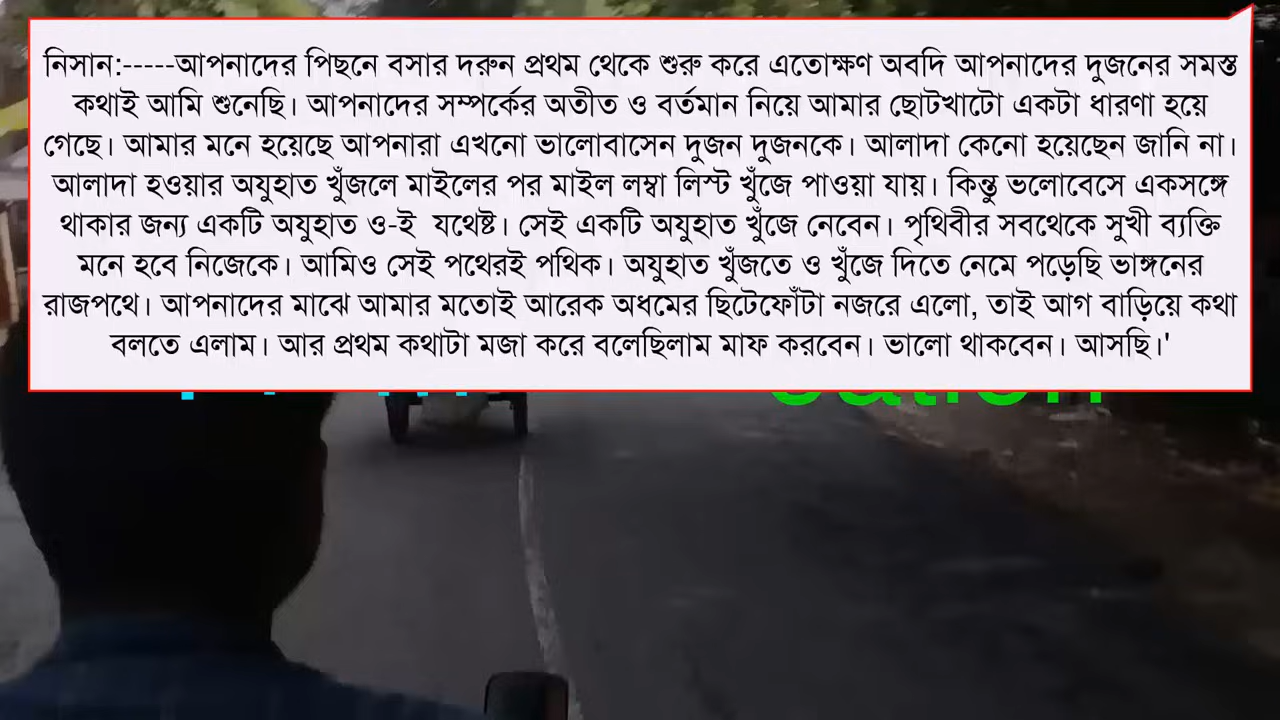 নিসান:-----আপনাদের পিছনে বসার দরুন প্রথম থেকে শুরু করে এতোক্ষণ অবদি আপনাদের দুজনের সমস্ত
কথাই আমি শুনেছি। আপনাদের সম্পর্কের অতীত ও বর্তমান নিয়ে আমার ছোটখাটো একটা ধারণা হয়ে
গেছে। আমার মনে হয়েছে আপনারা এখনো ভালোবাসেন দুজন দুজনকে। আলাদা কেনো হয়েছেন জানি না।
আলাদা হওয়ার অযুহাত খুঁজলে মাইলের পর মাইল লম্বা লিস্ট খুঁজে পাওয়া যায়। কিন্তু ভলোবেসে একসঙ্গে
থাকার জন্য একটি অযুহাত ও-ই যথেষ্ট। সেই একটি অযুহাত খুঁজে নেবেন। পৃথিবীর সবথেকে সুখী ব্যক্তি
মনে হবে নিজেকে। আমিও সেই পথেরই পথিক। অযুহাত খুঁজতে ও খুঁজে দিতে নেমে পড়েছি ভাঙ্গনের
রাজপথে। আপনাদের মাঝে আমার মতোই আরেক অধমের ছিটেফোঁটা নজরে এলো, তাই আগ বাড়িয়ে কথা
বলতে এলাম। আর প্রথম কথাটা মজা করে বলেছিলাম মাফ করবেন। ভালো থাকবেন। আসছি।'